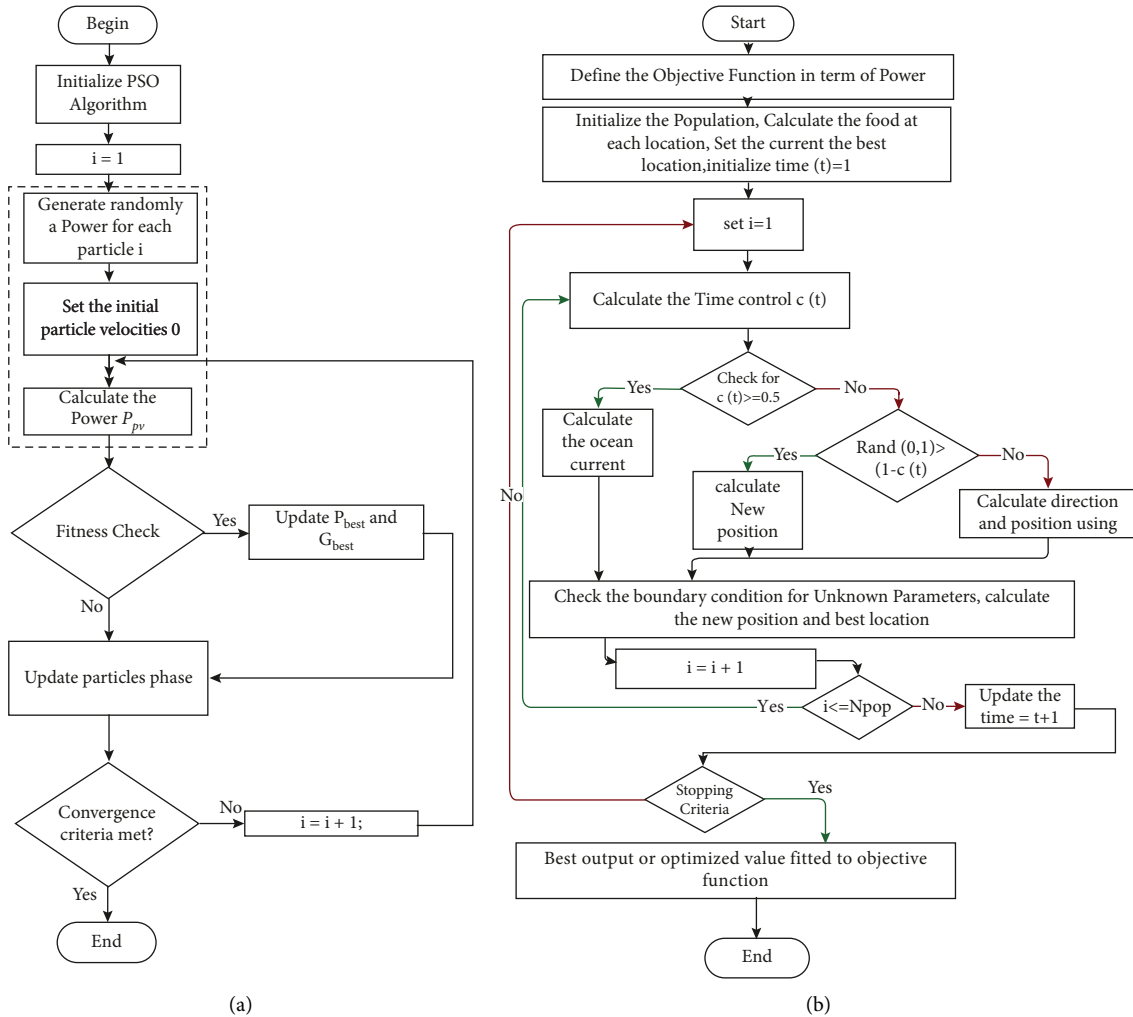 Begin
Initialize PSO
Algorithm
i = 1
Generate randomly
a Power for each
particle i
Set the initial
particle velocities 0
Calculate the
Power Ppv
Fitness Check
Yes
Update Pbest and
Gbest
No
Update particles phase
Convergence
criteria met?
No
i = i + 1;
Yes
End
(a)
Start
Define the Objective Function in term of Power
Initialize the Population, Calculate the food at
each location, Set the current the best
location,initialize time (t)=1
set i=1
Calculate the Time control c (t)
Check for
c (t)>=0.5
Yes
No
Calculate
the ocean
current
Rand (0,1)>
(1-c (t)
Yes
No
calculate
New
position
Calculate direction
and position using
Check the boundary condition for Unknown Parameters, calculate
the new position and best location
i = i + 1
i<=Npop
Yes
No
Update the
time = t+1
Stopping
Criteria
No
Yes
Best output or optimized value fitted to objective
function
End
(b)